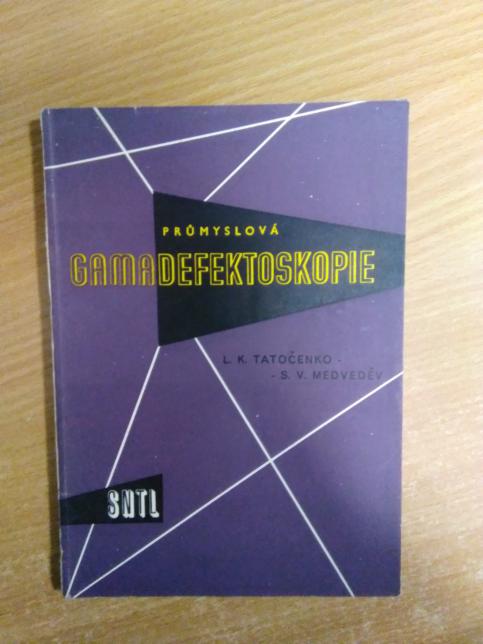 PRŮMYSLOVÁ
GAMADEFEKTOSKOPIE
L. K. TATOČENKO -
- S. V. MEDVEDĚV
SNTL